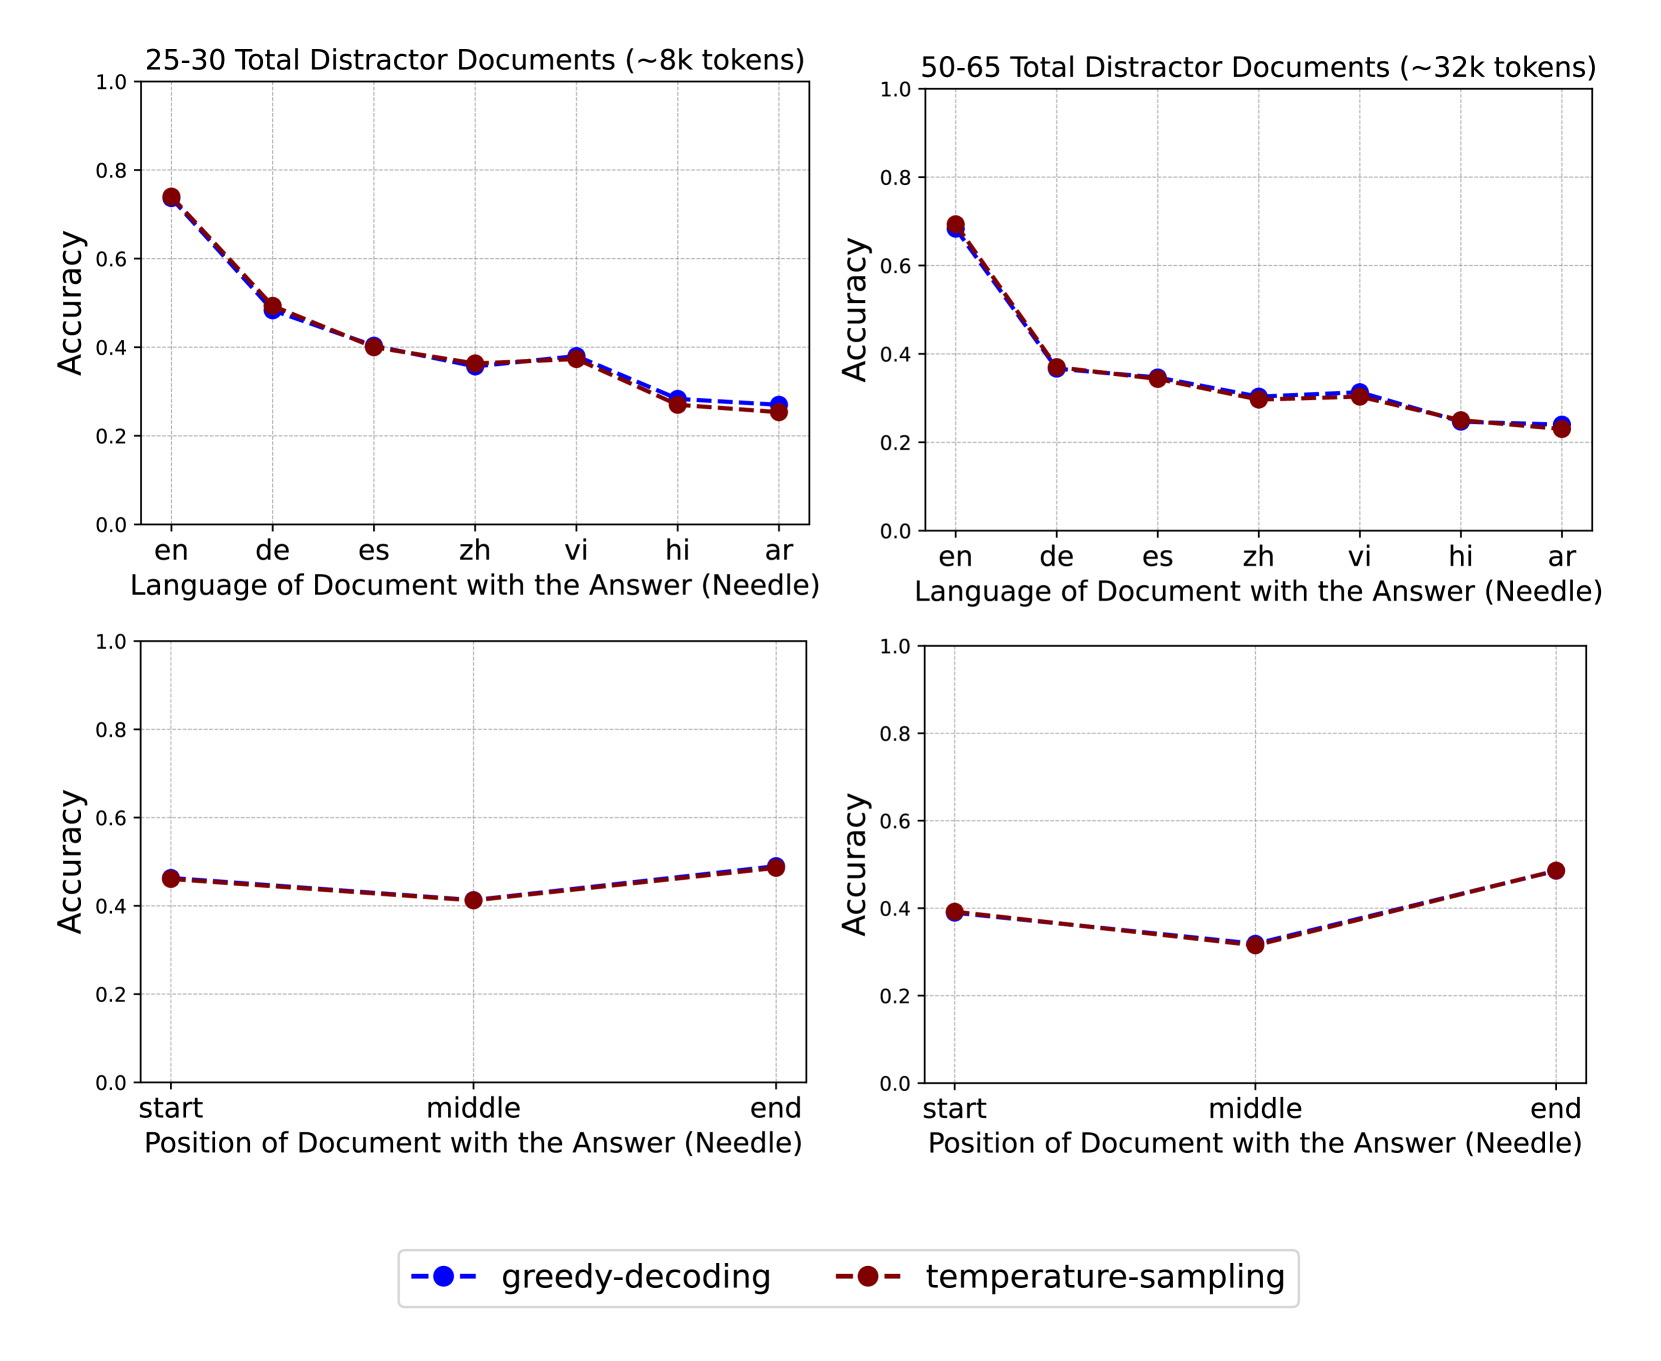 25-30 Total Distractor Documents (~8k tokens)
1.0
0.8
0.6
0.4
0.2
0.0
Accuracy
en de es zh vi hi ar
Language of Document with the Answer (Needle)
50-65 Total Distractor Documents (~32k tokens)
1.0
0.8
0.6
0.4
0.2
0.0
Accuracy
en de es zh vi hi ar
Language of Document with the Answer (Needle)
1.0
0.8
0.6
0.4
0.2
0.0
Accuracy
start middle end
Position of Document with the Answer (Needle)
1.0
0.8
0.6
0.4
0.2
0.0
Accuracy
start middle end
Position of Document with the Answer (Needle)
greedy-decoding temperature-sampling